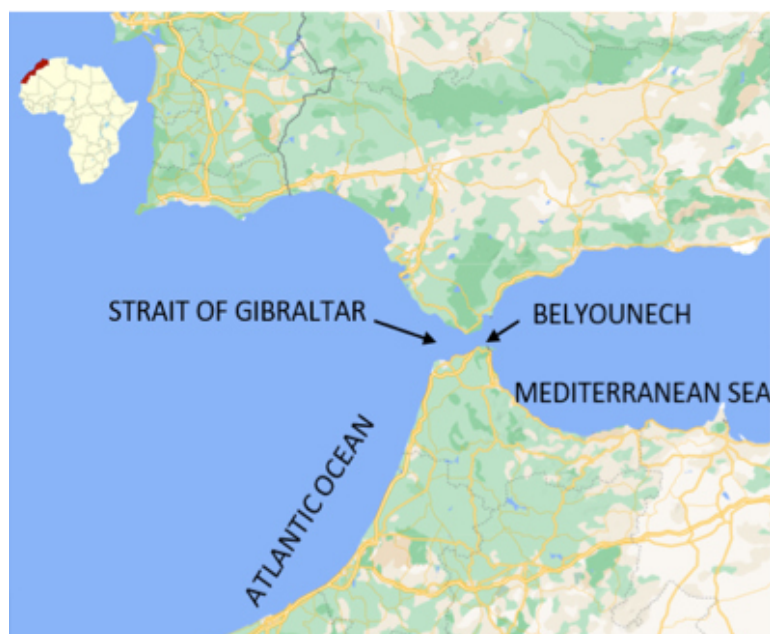 STRAIT OF GIBRALTAR
BELYOUNECH
MEDITERRANEAN SEA
ATLANTIC OCEAN